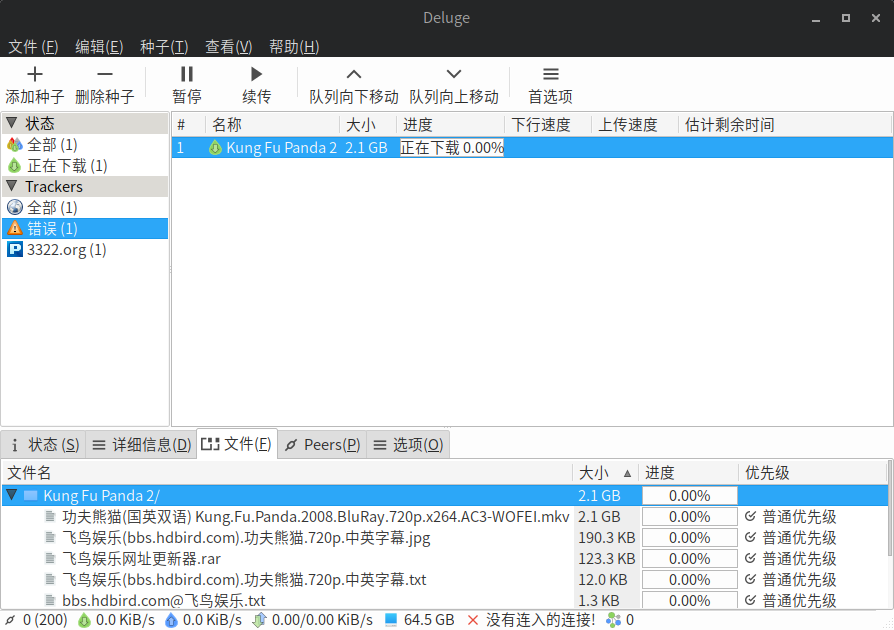 Deluge
文件 (F) 编辑(E) 种子(T) 查看(V) 帮助(H)
添加种子 删除种子 暂停 续传 队列向下移动 队列向上移动 首选项
状态
全部 (1)
正在下载 (1)
Trackers
全部 (1)
错误 (1)
3322.org (1)
# 名称 大小 进度 下行速度 上传速度 估计剩余时间
1 Kung Fu Panda 2 2.1 GB 正在下载 0.00%
状态 (S) 详细信息(D) 文件(F) Peers(P) 选项(O)
文件名 大小 进度 优先级
Kung Fu Panda 2/ 2.1 GB 0.00%
功夫熊猫(国英双语) Kung.Fu.Panda.2008.BluRay.720p.x264.AC3-WOFEI.mkv 2.1 GB 0.00% 普通优先级
飞鸟娱乐(bbs.hdbird.com).功夫熊猫.720p.中英字幕.jpg 190.3 KB 0.00% 普通优先级
飞鸟娱乐网址更新器.rar 123.3 KB 0.00% 普通优先级
飞鸟娱乐(bbs.hdbird.com).功夫熊猫.720p.中英字幕.txt 12.0 KB 0.00% 普通优先级
bbs.hdbird.com@飞鸟娱乐.txt 1.3 KB 0.00% 普通优先级
0 (200) 0.0 KiB/s 0.0 KiB/s 0.00/0.00 KiB/s 64.5 GB 没有连入的连接! 0